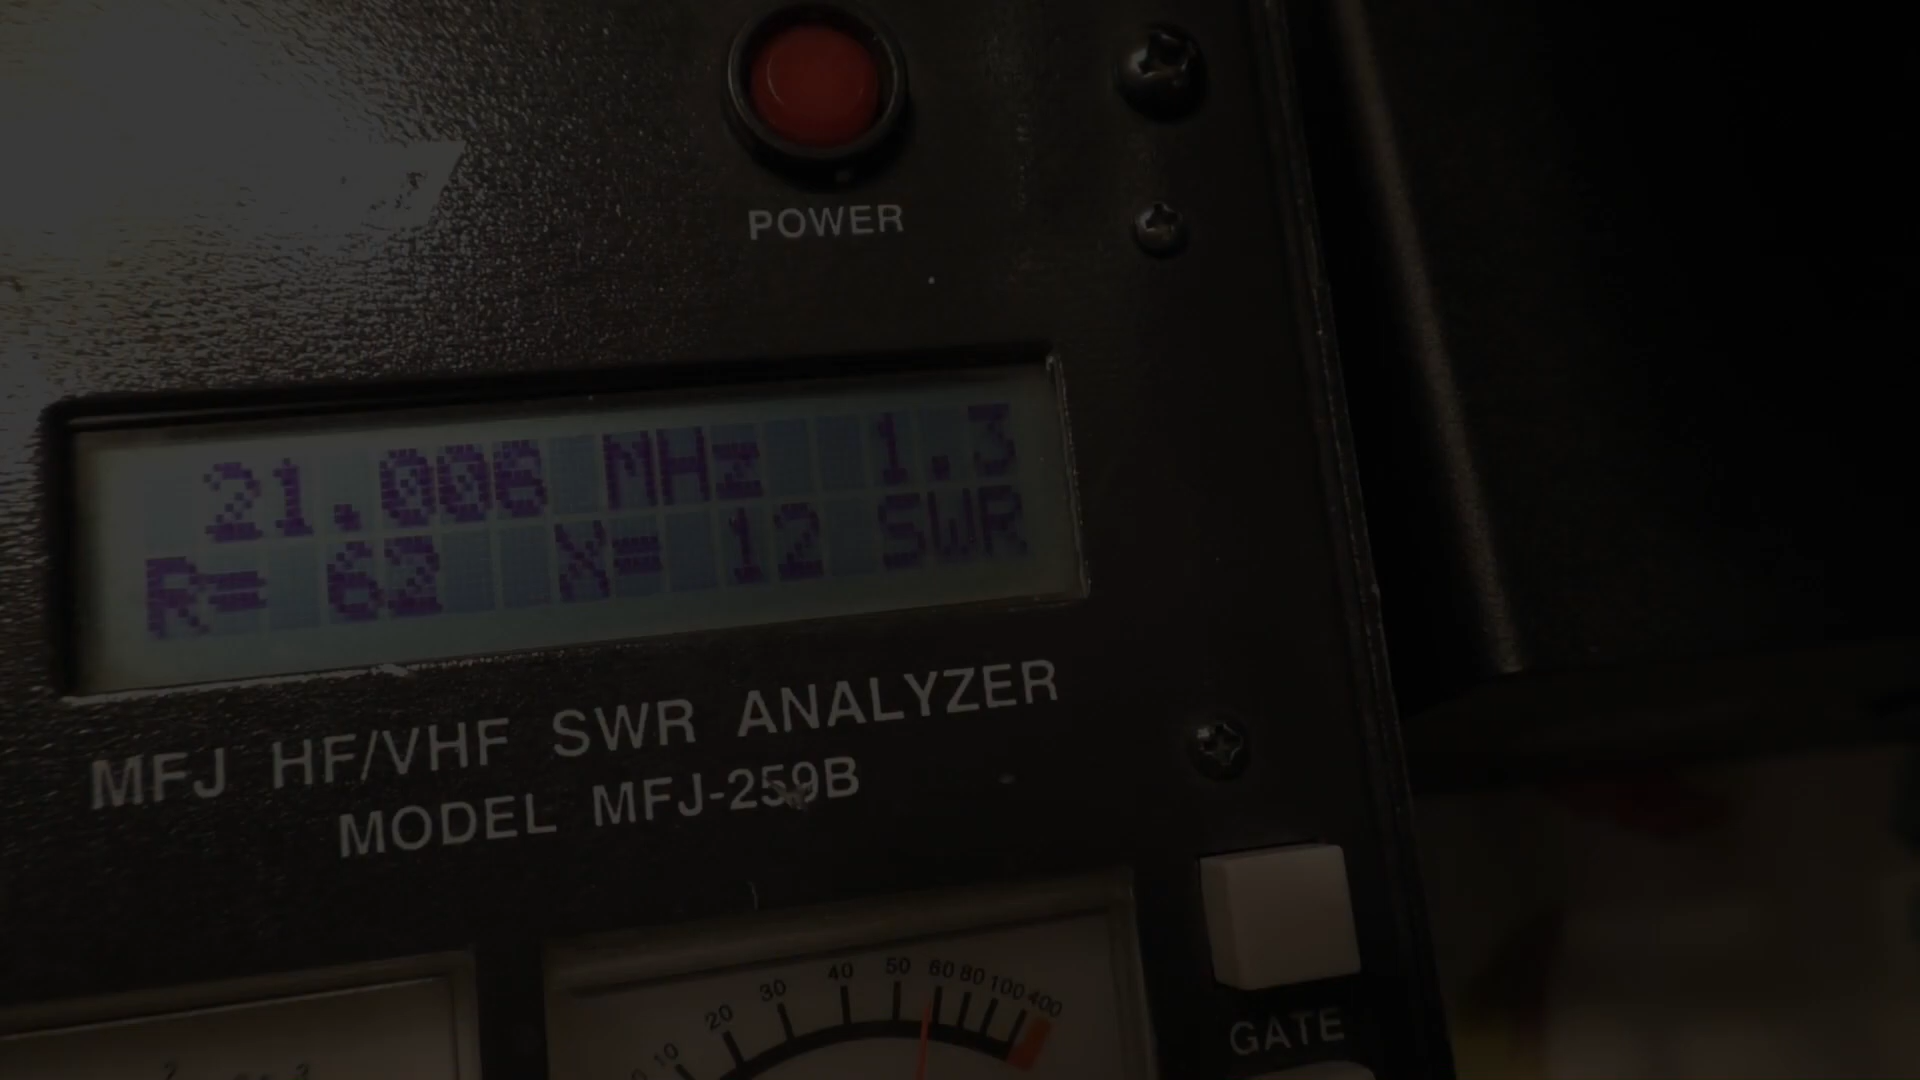 POWER
21.008 MHz 1.3
R= 62 X= 12 SWR
MFJ HF/VHF SWR ANALYZER
MODEL MFJ-259B
10 20 30 40 50 60 80 100 400
GATE